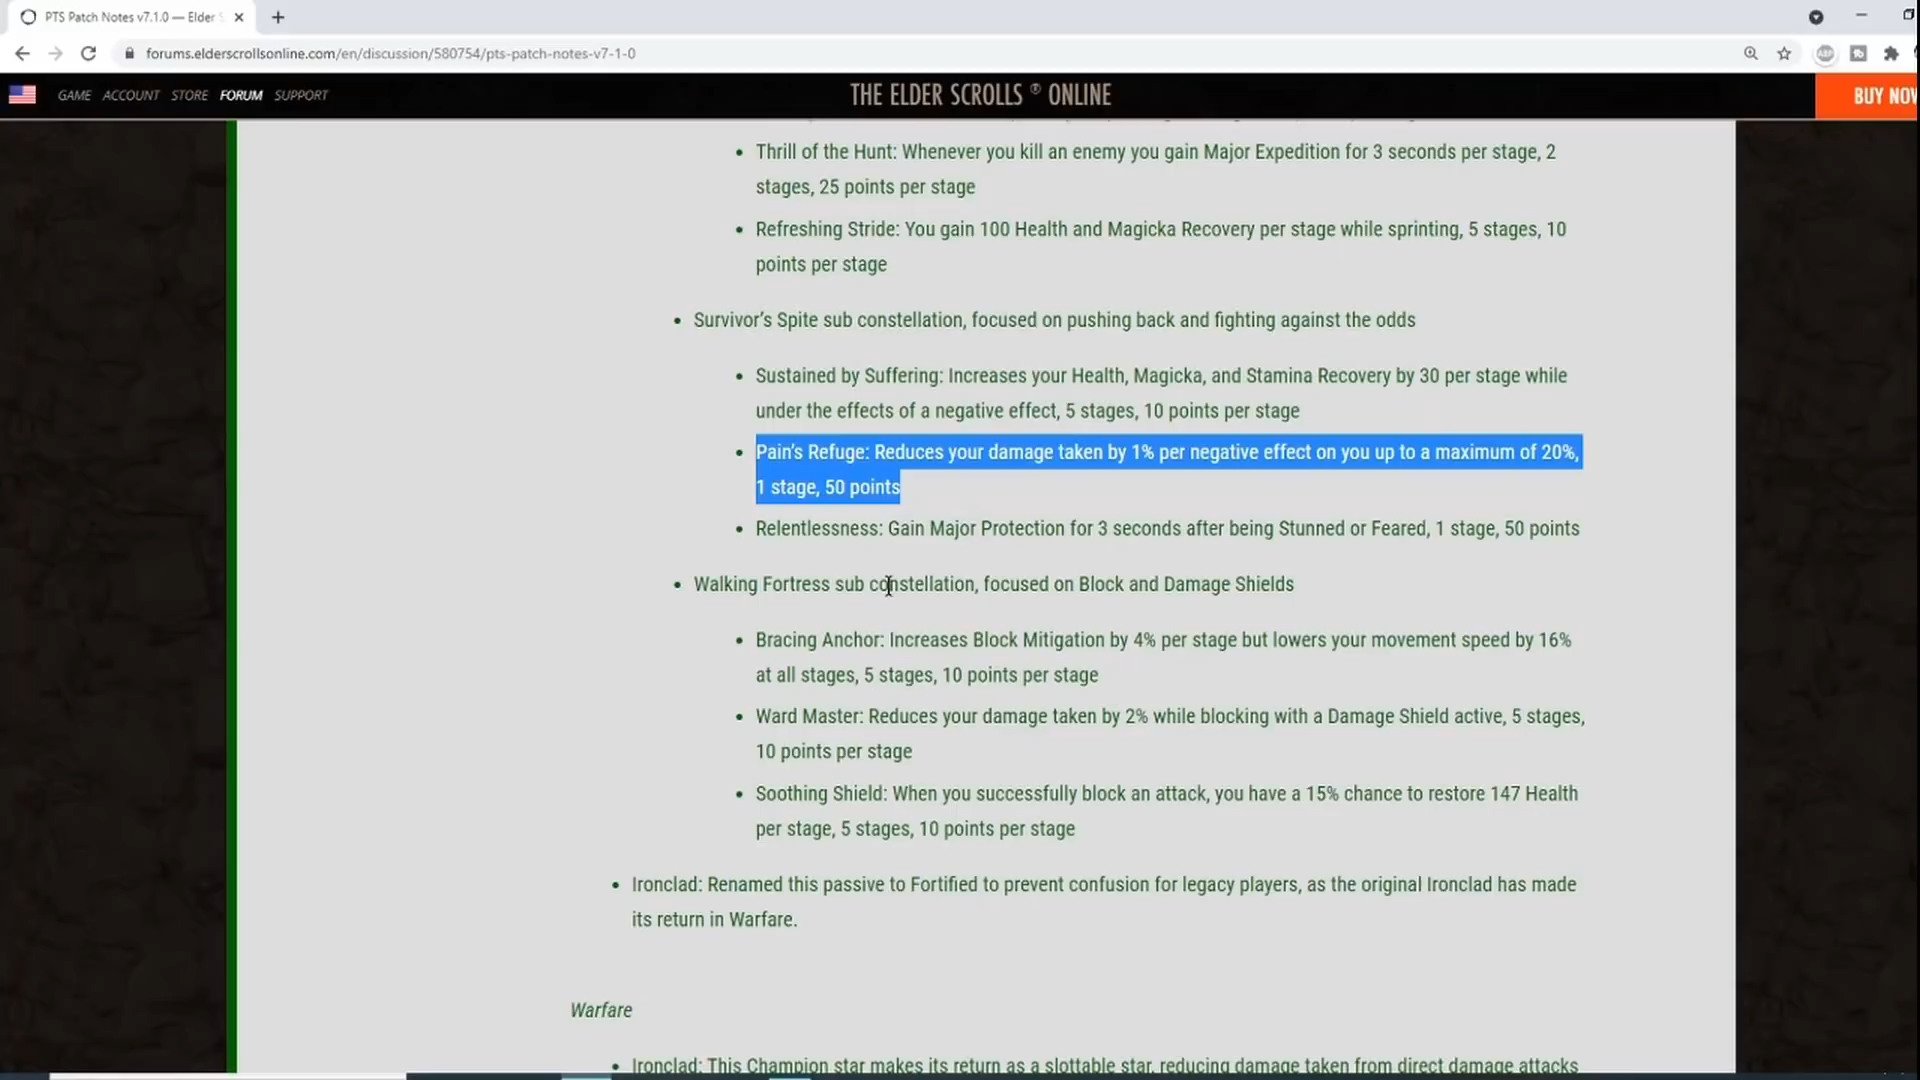 PTS Patch Notes v7.1.0 — Elder
forums.elderscrollsonline.com/en/discussion/580754/pts-patch-notes-v7-1-0
GAME ACCOUNT STORE FORUM SUPPORT
THE ELDER SCROLLS ® ONLINE
BUY NOW
• Thrill of the Hunt: Whenever you kill an enemy you gain Major Expedition for 3 seconds per stage, 2
stages, 25 points per stage
• Refreshing Stride: You gain 100 Health and Magicka Recovery per stage while sprinting, 5 stages, 10
points per stage
• Survivor’s Spite sub constellation, focused on pushing back and fighting against the odds
• Sustained by Suffering: Increases your Health, Magicka, and Stamina Recovery by 30 per stage while
under the effects of a negative effect, 5 stages, 10 points per stage
• Pain’s Refuge: Reduces your damage taken by 1% per negative effect on you up to a maximum of 20%,
1 stage, 50 points
• Relentlessness: Gain Major Protection for 3 seconds after being Stunned or Feared, 1 stage, 50 points
• Walking Fortress sub constellation, focused on Block and Damage Shields
• Bracing Anchor: Increases Block Mitigation by 4% per stage but lowers your movement speed by 16%
at all stages, 5 stages, 10 points per stage
• Ward Master: Reduces your damage taken by 2% while blocking with a Damage Shield active, 5 stages,
10 points per stage
• Soothing Shield: When you successfully block an attack, you have a 15% chance to restore 147 Health
per stage, 5 stages, 10 points per stage
• Ironclad: Renamed this passive to Fortified to prevent confusion for legacy players, as the original Ironclad has made
its return in Warfare.
Warfare
• Ironclad: This Champion star makes its return as a slottable star, reducing damage taken from direct damage attacks